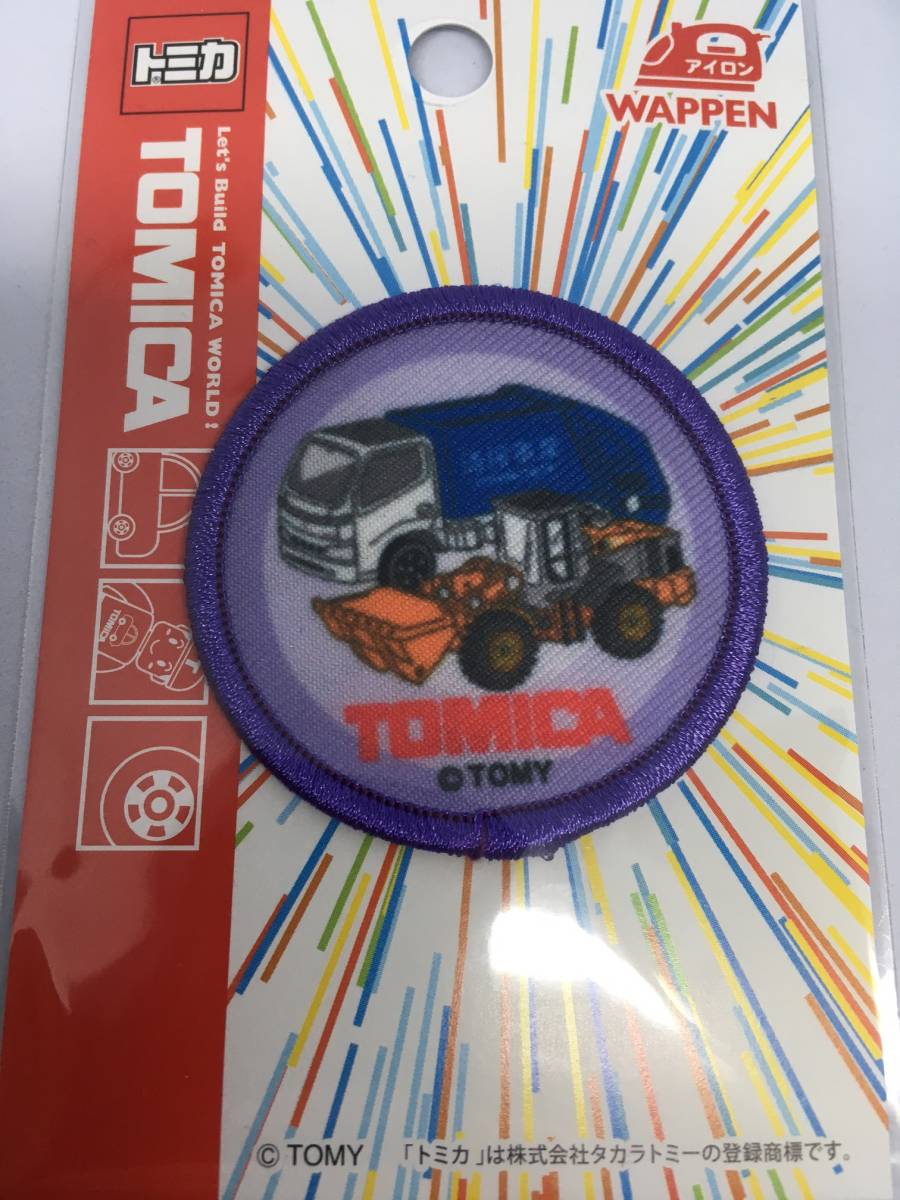 トミカ®
アイロン
WAPPEN
Let's Build TOMICA WORLD!
TOMICA
TOMICA
T
TOMICA
© TOMY
© TOMY 「トミカ」は株式会社タカラトミーの登録商標です。